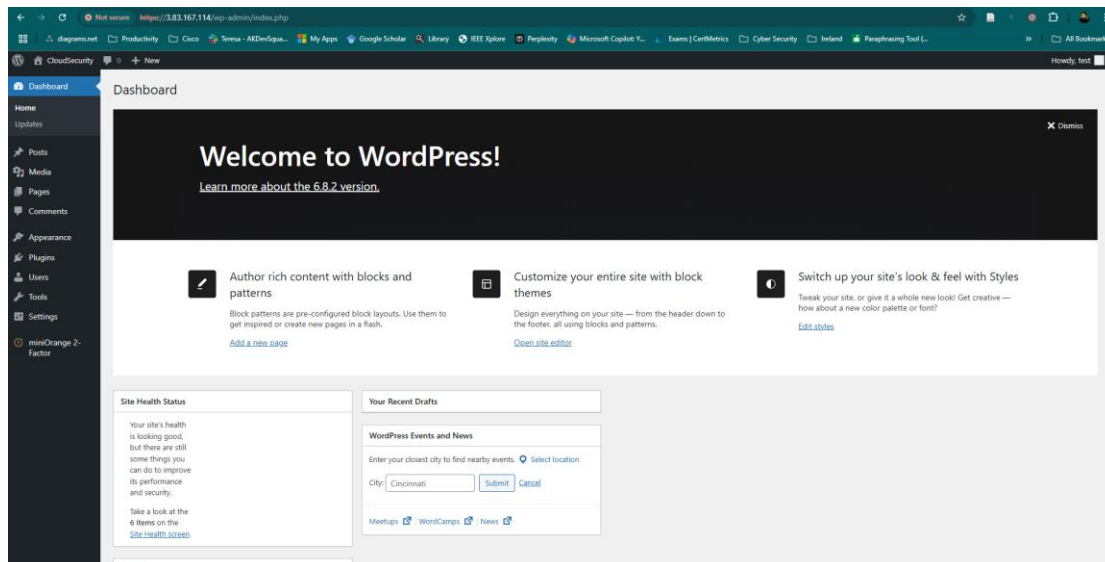 Not secure https://3.83.167.114/wp-admin/index.php
diagrams.net Productivity Cisco Teresa - AKDevSqua... My Apps Google Scholar Library IEEE Xplore Perplexity Microsoft Copilot: Y... Exams | CertMetrics Cyber Security Ireland Paraphrasing Tool (... » All Bookmark
CloudSecurity 0 + New Howdy, test
Dashboard
Home
Updates
Posts
Media
Pages
Comments
Appearance
Plugins
Users
Tools
Settings
miniOrange 2-
Factor
Dashboard
Dismiss
Welcome to WordPress!
Learn more about the 6.8.2 version.
Author rich content with blocks and
patterns
Block patterns are pre-configured block layouts. Use them to
get inspired or create new pages in a flash.
Add a new page
Customize your entire site with block
themes
Design everything on your site — from the header down to
the footer, all using blocks and patterns.
Open site editor
Switch up your site's look & feel with Styles
Tweak your site, or give it a whole new look! Get creative —
how about a new color palette or font?
Edit styles
Site Health Status
Your site's health
is looking good,
but there are still
some things you
can do to improve
its performance
and security.
Take a look at the
6 items on the
Site Health screen.
Your Recent Drafts
WordPress Events and News
Enter your closest city to find nearby events. Select location
City: Cincinnati Submit Cancel
Meetups | WordCamps | News